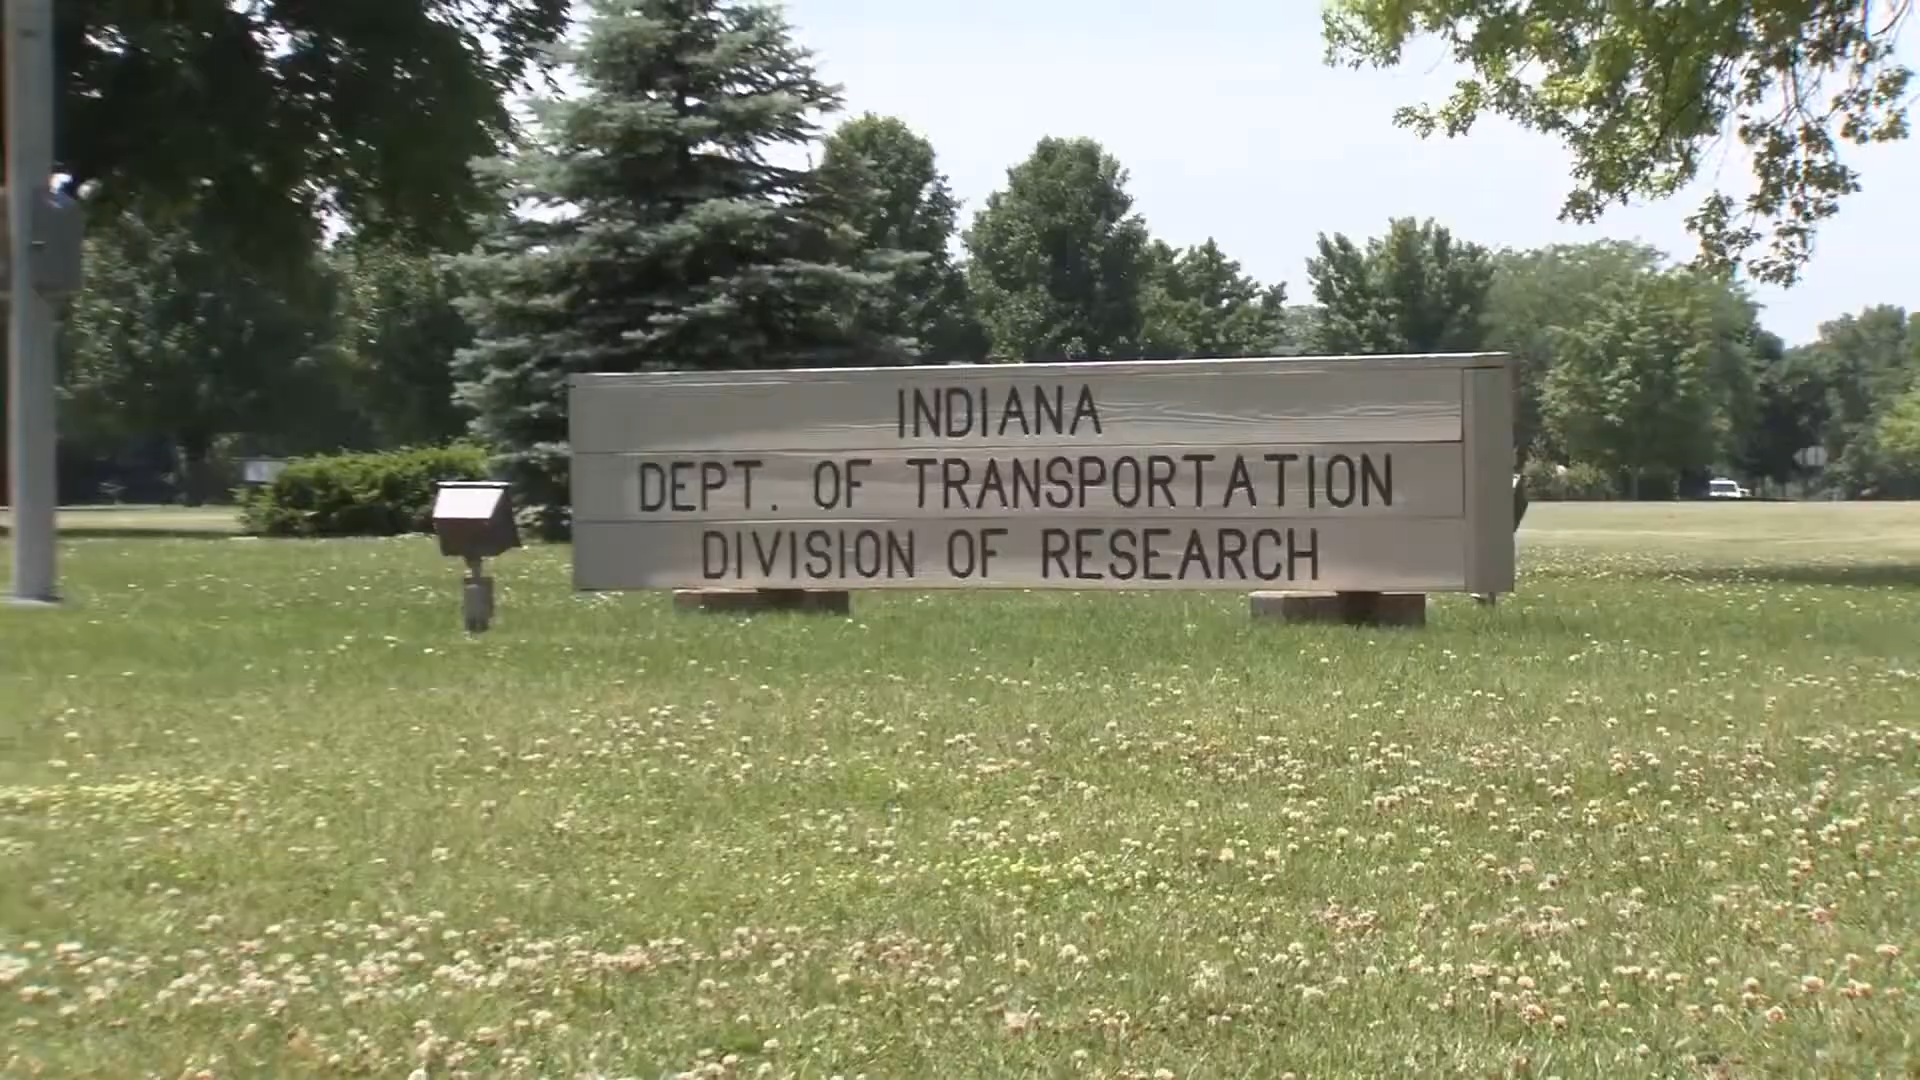 INDIANA
DEPT. OF TRANSPORTATION
DIVISION OF RESEARCH